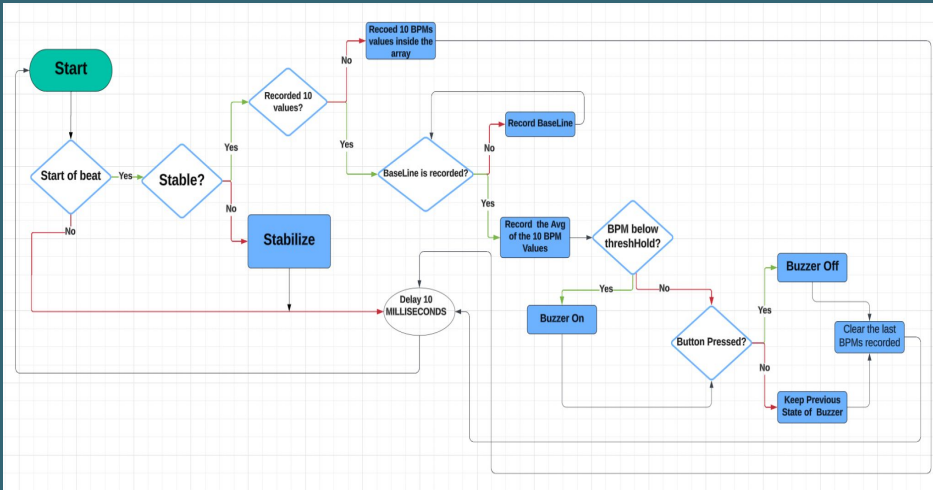 Recoed 10 BPMs
values inside the
array
Start
No
Recorded 10
values?
Yes
Yes
Record BaseLine
No
Start of beat
Yes
Stable?
BaseLine is recorded?
No
Yes
No
Stabilize
Record the Avg
of the 10 BPM
Values
BPM below
threshHold?
Buzzer Off
Yes
No
Delay 10
MILLISECONDS
Buzzer On
Yes
Button Pressed?
Clear the last
BPMs recorded
No
Keep Previous
State of Buzzer